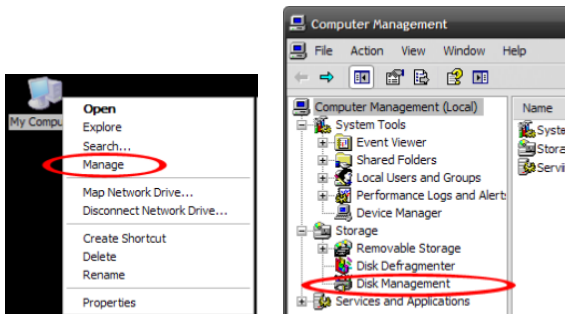 My Compu
Open
Explore
Search...
Manage
Map Network Drive...
Disconnect Network Drive...
Create Shortcut
Delete
Rename
Properties
Computer Management
File Action View Window Help
Computer Management (Local)
Name
System Tools
Syste
Event Viewer
Stora
Shared Folders
Servi
Local Users and Groups
Performance Logs and Alerts
Device Manager
Storage
Removable Storage
Disk Defragmenter
Disk Management
Services and Applications